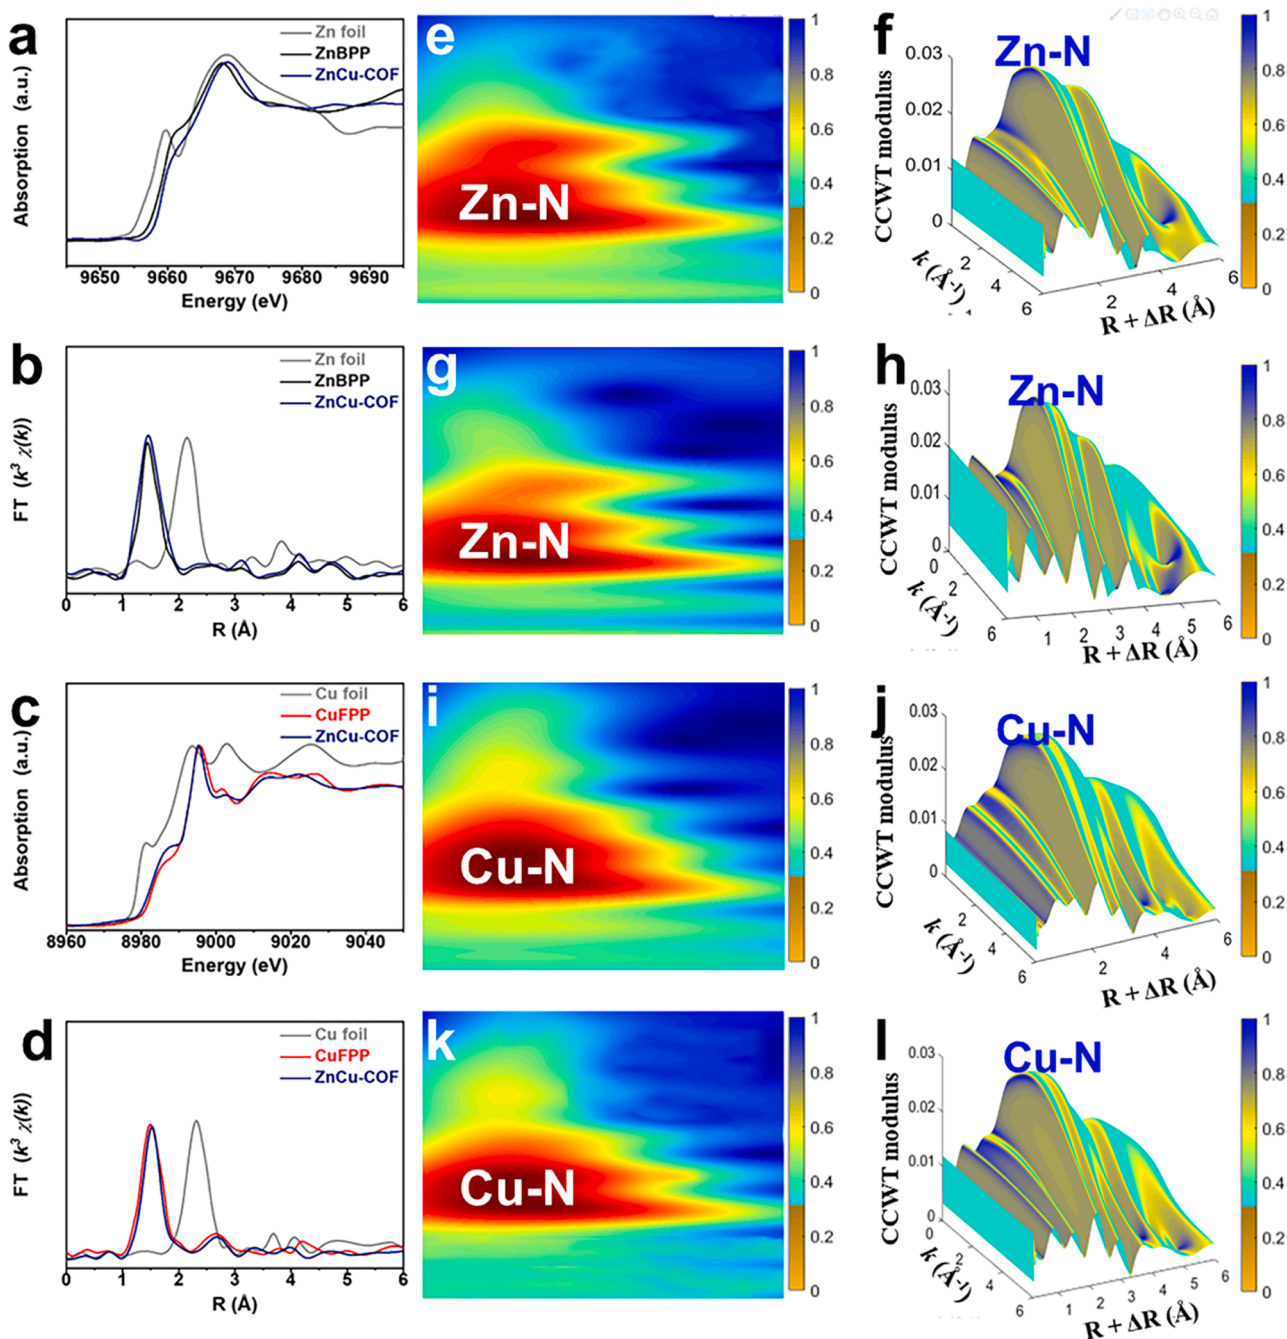 a
Zn foil
ZnBPP
ZnCu-COF
Absorption (a.u.)
9650 9660 9670 9680 9690
Energy (eV)
e
Zn-N
1
0.8
0.6
0.4
0.2
0
f
Zn-N
0.03
0.02
0.01
0
CCWT modulus
2
4
6
k (Å-1)
2
4
6
R + ΔR (Å)
1
0.8
0.6
0.4
0.2
0
b
Zn foil
ZnBPP
ZnCu-COF
FT (k3 χ(k))
0 1 2 3 4 5 6
R (Å)
g
Zn-N
1
0.8
0.6
0.4
0.2
0
h
Zn-N
0.03
0.02
0.01
0
CCWT modulus
0
2
6
k (Å-1)
1 2 3 4 5 6
R + ΔR (Å)
1
0.8
0.6
0.4
0.2
0
c
Cu foil
CuFPP
ZnCu-COF
Absorption (a.u.)
8960 8980 9000 9020 9040
Energy (eV)
i
Cu-N
1
0.8
0.6
0.4
0.2
0
j
Cu-N
0.03
0.02
0.01
0
CCWT modulus
2
4
6
k (Å-1)
2
4
6
R + ΔR (Å)
1
0.8
0.6
0.4
0.2
0
d
Cu foil
CuFPP
ZnCu-COF
FT (k3 χ(k))
0 1 2 3 4 5 6
R (Å)
k
Cu-N
1
0.8
0.6
0.4
0.2
0
l
Cu-N
0.03
0.02
0.01
0
CCWT modulus
0
2
4
6
k (Å-1)
1 2 3 4 5 6
R + ΔR (Å)
1
0.8
0.6
0.4
0.2
0